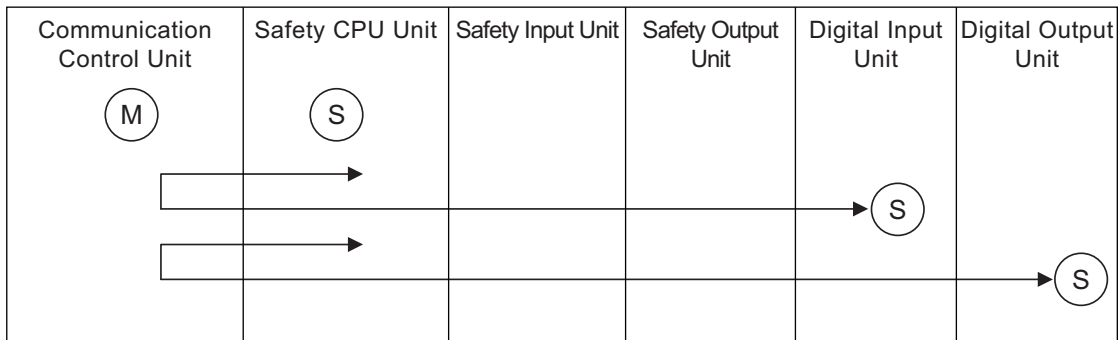 Communication
Control Unit
Safety CPU Unit
Safety Input Unit
Safety Output
Unit
Digital Input
Unit
Digital Output
Unit
M
S
S
S